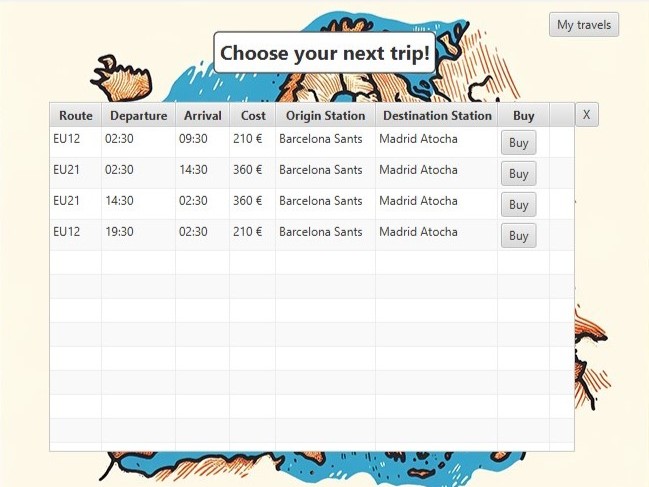 My travels
Choose your next trip!
Route Departure Arrival Cost Origin Station Destination Station Buy X
EU12 02:30 09:30 210 € Barcelona Sants Madrid Atocha Buy
EU21 02:30 14:30 360 € Barcelona Sants Madrid Atocha Buy
EU21 14:30 02:30 360 € Barcelona Sants Madrid Atocha Buy
EU12 19:30 02:30 210 € Barcelona Sants Madrid Atocha Buy